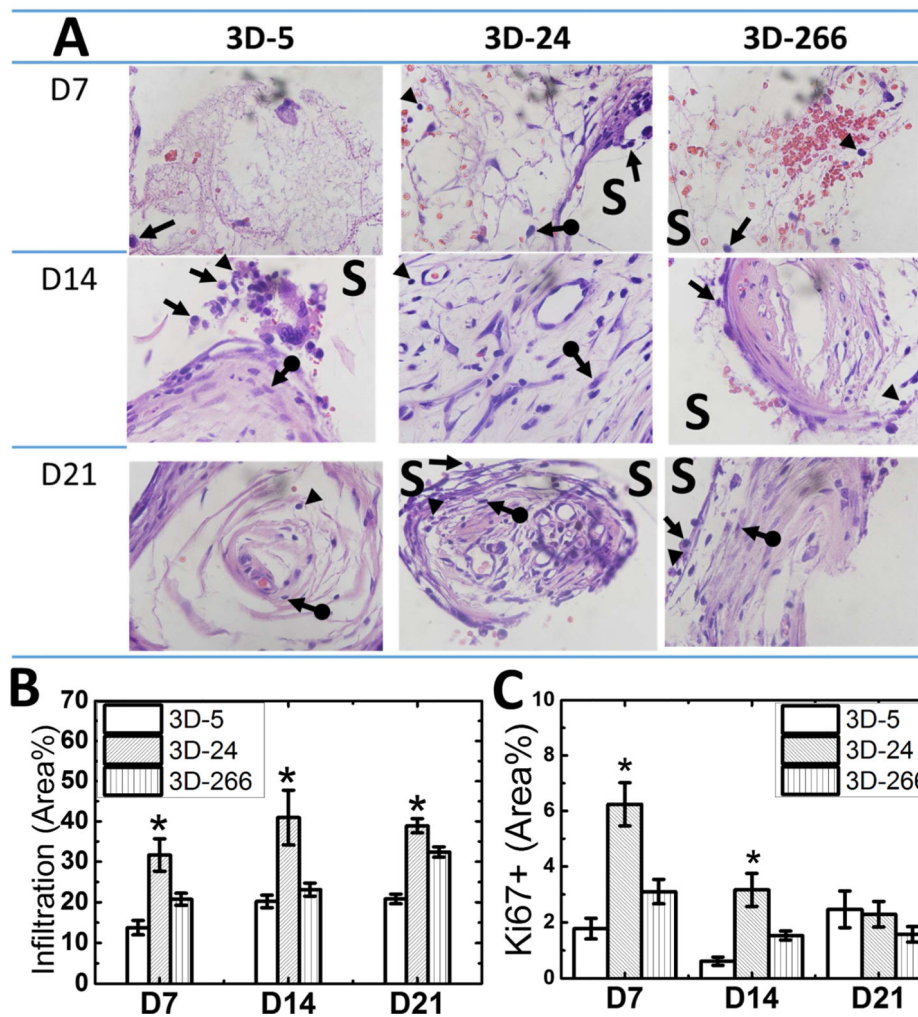 A 3D-5 3D-24 3D-266
D7
S
S
D14
S
S
D21
S S
S
B
70
60
50
40
30
20
10
0
Infiltration (Area%)
3D-5
3D-24
3D-266
*
*
*
D7 D14 D21
C
10
8
6
4
2
0
Ki67+ (Area%)
3D-5
3D-24
3D-266
*
*
D7 D14 D21